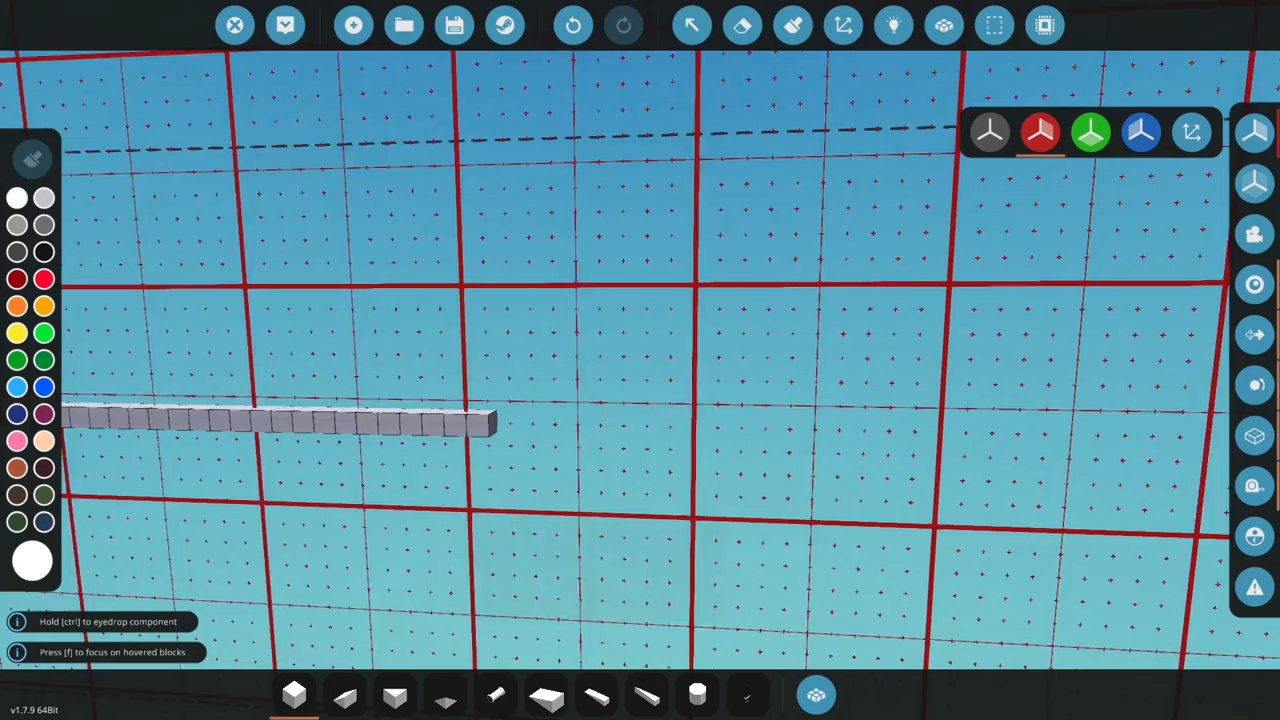 Hold [ctrl] to eyedrop component
Press [f] to focus on hovered blocks
v1.7.9 64Bit